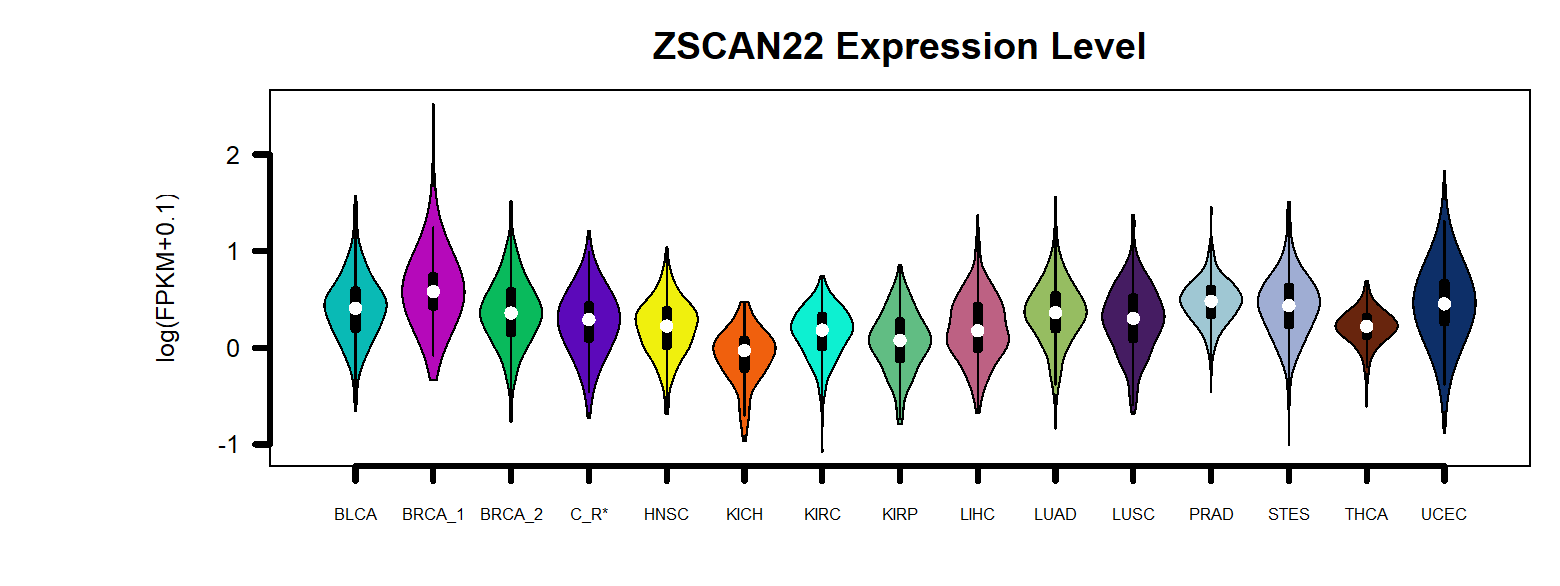 ZSCAN22 Expression Level
log(FPKM+0.1)
2
1
0
-1
BLCA BRCA_1 BRCA_2 C_R* HNSC KICH KIRC KIRP LIHC LUAD LUSC PRAD STES THCA UCEC